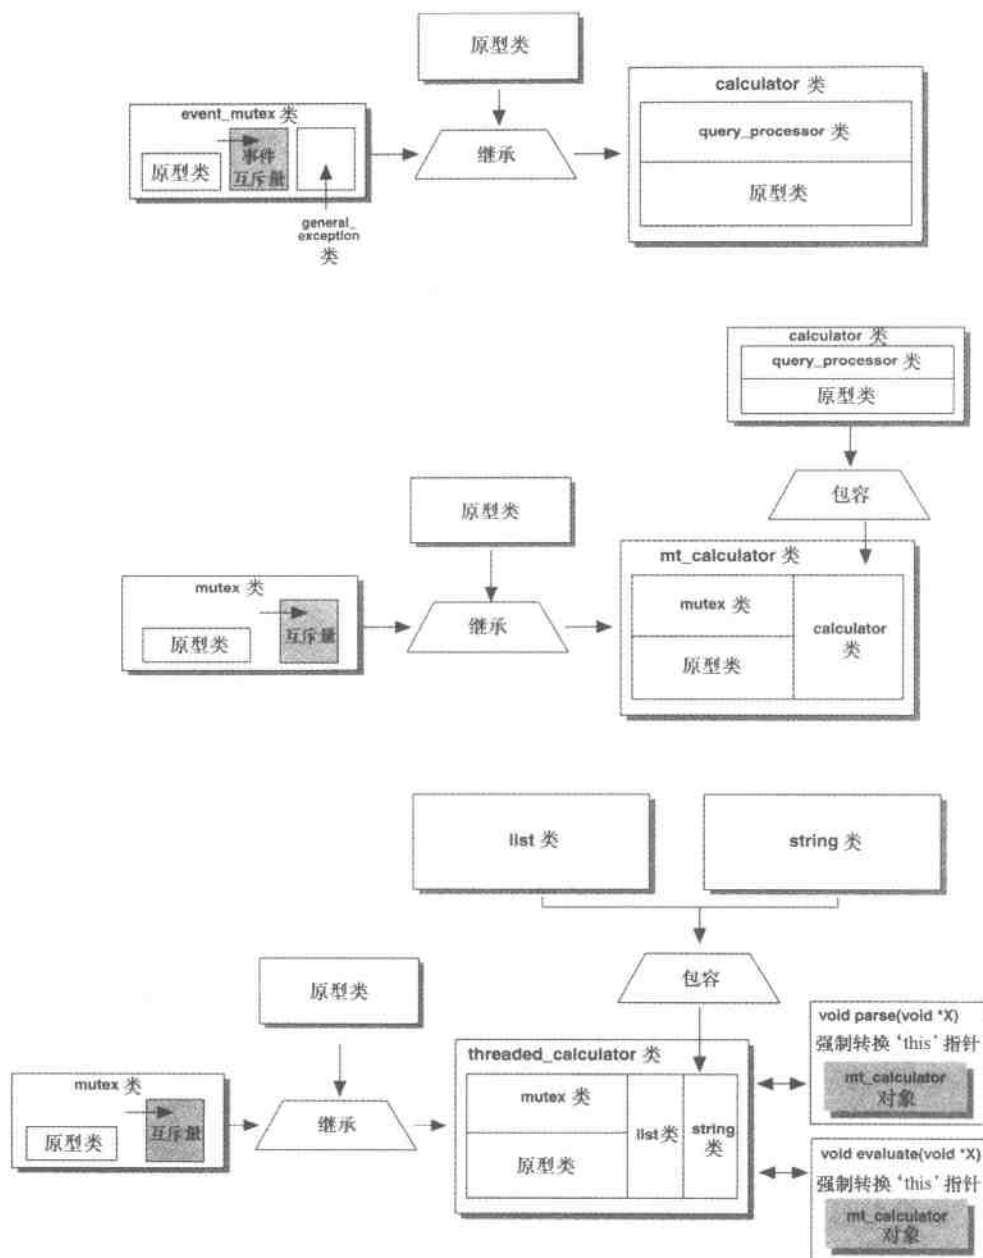 原型类
calculator 类
query_processor 类
原型类
event_mutex 类
原型类
事件
互斥量
general_
exception
类
继承
calculator 类
query_processor 类
原型类
包容
原型类
mutex 类
原型类
互斥量
继承
mt_calculator 类
mutex 类
原型类
calculator
类
list 类
string 类
包容
原型类
mutex 类
原型类
互斥量
继承
threaded_calculator 类
mutex 类
原型类
list 类
string
类
void parse(void *X)
强制转换‘this’指针
mt_calculator
对象
void evaluate(void *X)
强制转换‘this’指针
mt_calculator
对象